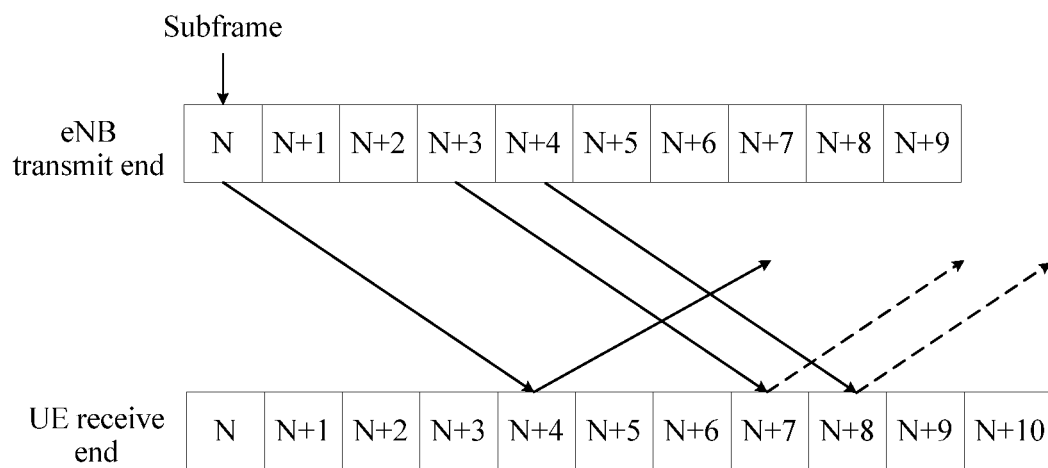 Subframe
eNB
transmit end
N N+1 N+2 N+3 N+4 N+5 N+6 N+7 N+8 N+9
UE receive
end
N N+1 N+2 N+3 N+4 N+5 N+6 N+7 N+8 N+9 N+10